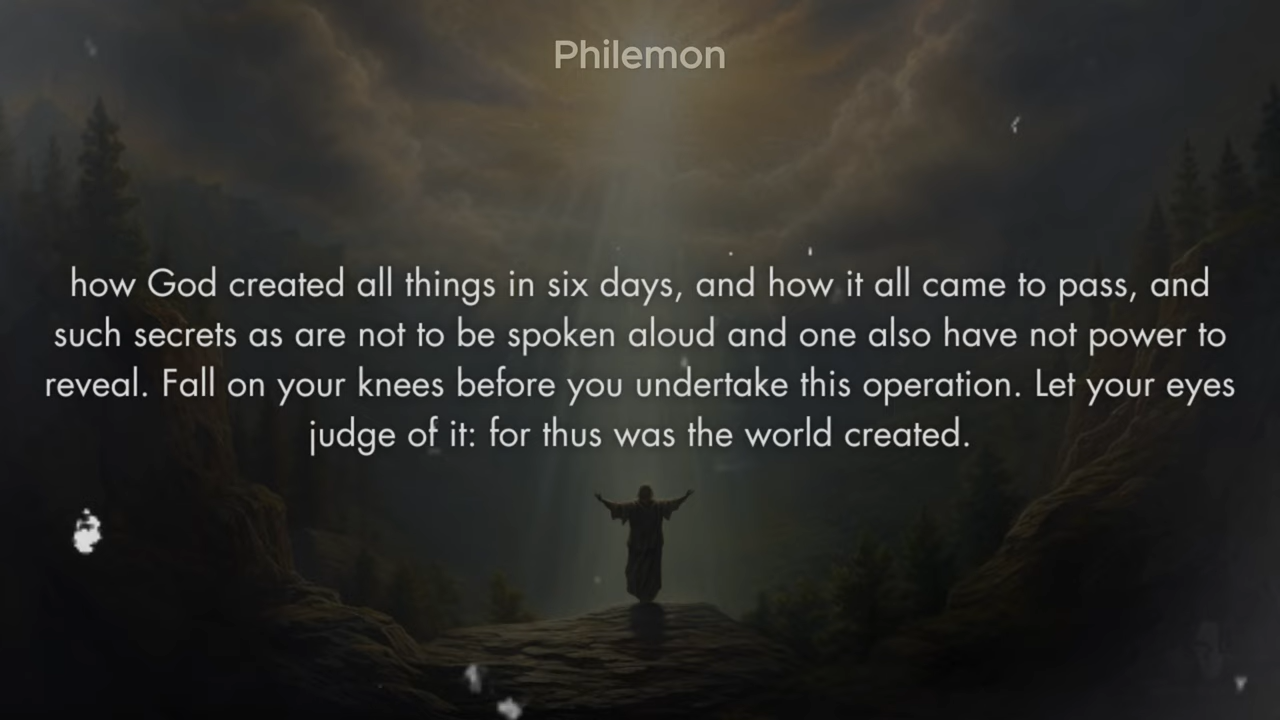 Philemon
how God created all things in six days, and how it all came to pass, and
such secrets as are not to be spoken aloud and one also have not power to
reveal. Fall on your knees before you undertake this operation. Let your eyes
judge of it: for thus was the world created.